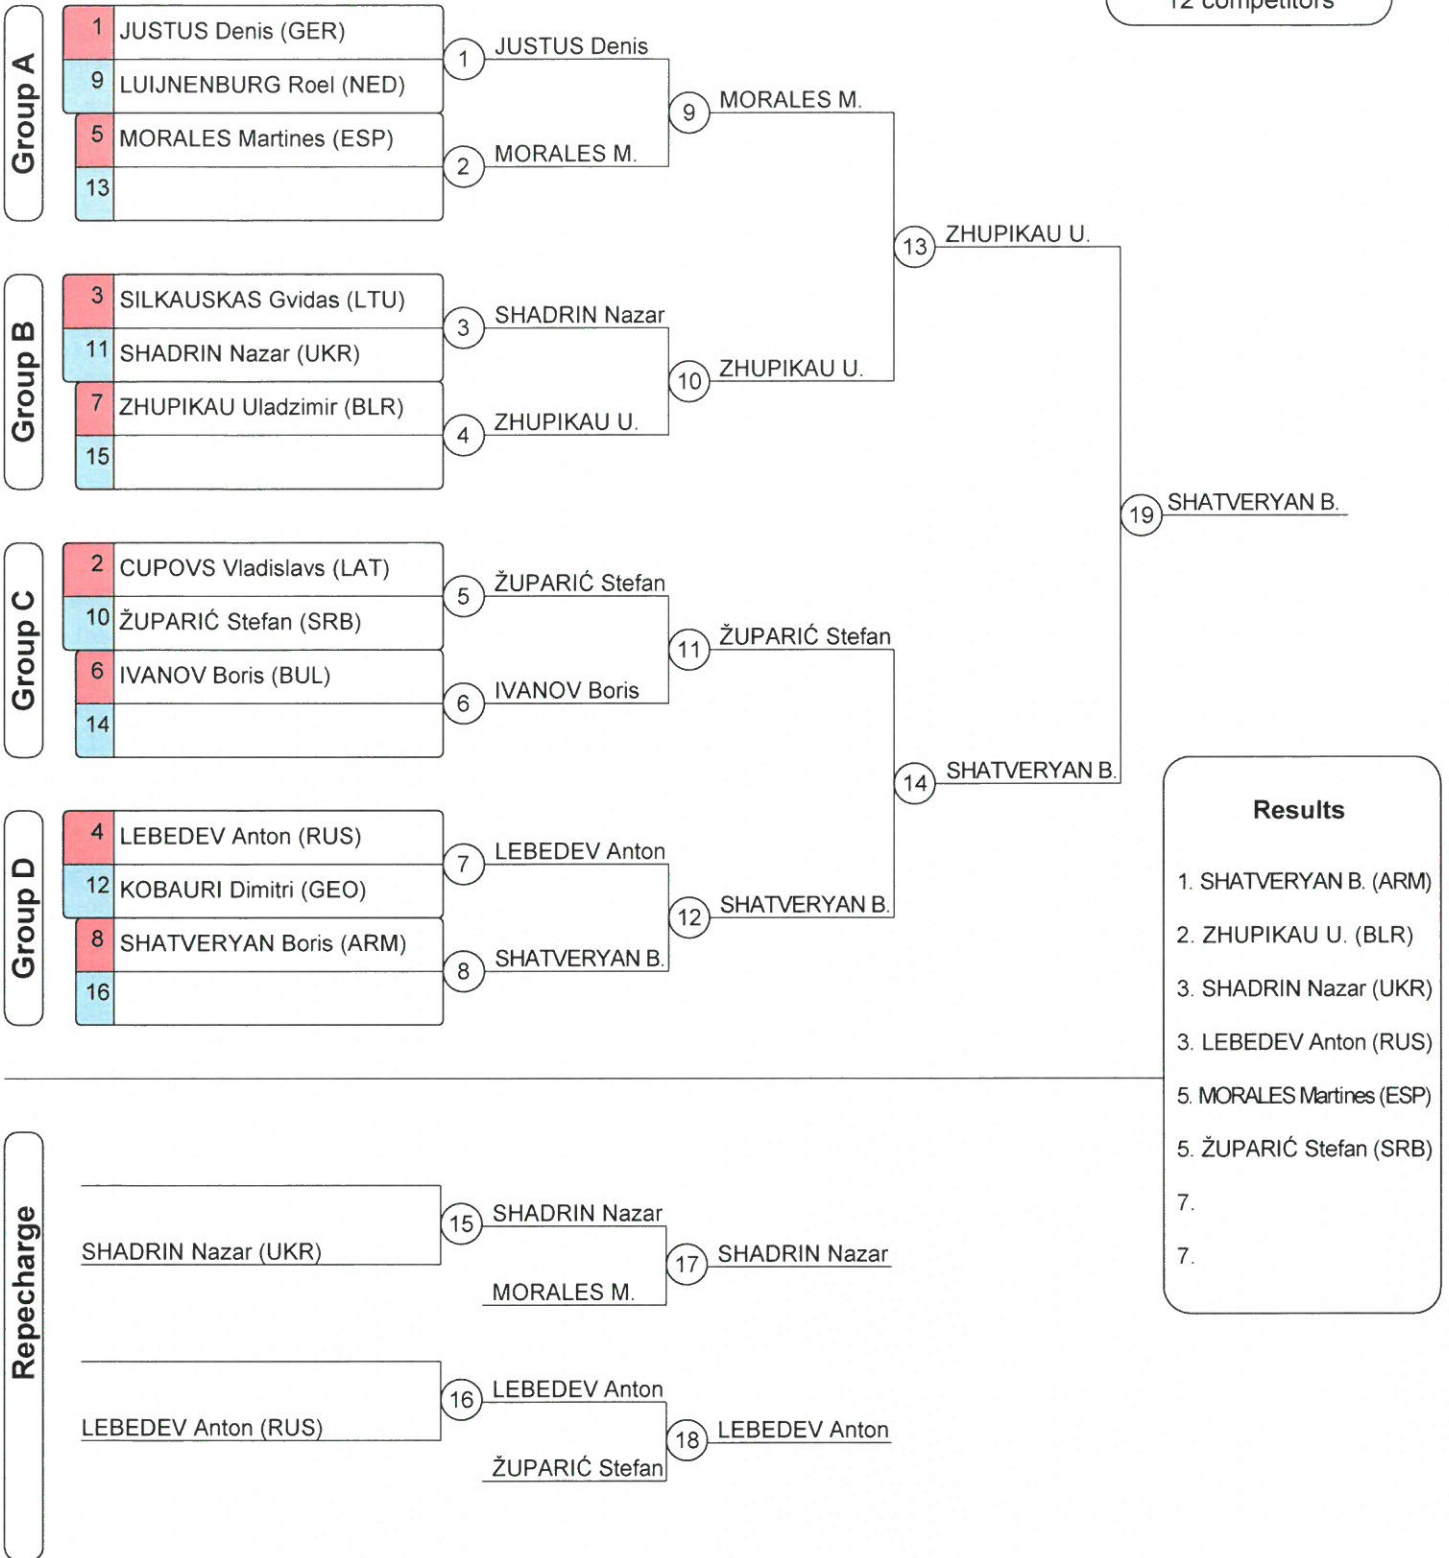 12 competitors
Group A
1 JUSTUS Denis (GER)
9 LUIJNENBURG Roel (NED)
5 MORALES Martines (ESP)
13
1 JUSTUS Denis
2 MORALES M.
9 MORALES M.
13 ZHUPIKAU U.
Group B
3 SILKAUSKAS Gvidas (LTU)
11 SHADRIN Nazar (UKR)
7 ZHUPIKAU Uladzimir (BLR)
15
3 SHADRIN Nazar
4 ZHUPIKAU U.
10 ZHUPIKAU U.
19 SHATVERYAN B.
Group C
2 CUPOVS Vladislavs (LAT)
10 ŽUPARIĆ Stefan (SRB)
6 IVANOV Boris (BUL)
14
5 ŽUPARIĆ Stefan
6 IVANOV Boris
11 ŽUPARIĆ Stefan
14 SHATVERYAN B.
Group D
4 LEBEDEV Anton (RUS)
12 KOBAURI Dimitri (GEO)
8 SHATVERYAN Boris (ARM)
16
7 LEBEDEV Anton
8 SHATVERYAN B.
12 SHATVERYAN B.
Results
1. SHATVERYAN B. (ARM)
2. ZHUPIKAU U. (BLR)
3. SHADRIN Nazar (UKR)
3. LEBEDEV Anton (RUS)
5. MORALES Martines (ESP)
5. ŽUPARIĆ Stefan (SRB)
7.
7.
Repecharge
SHADRIN Nazar (UKR)
15 SHADRIN Nazar
MORALES M.
17 SHADRIN Nazar
LEBEDEV Anton (RUS)
16 LEBEDEV Anton
ŽUPARIĆ Stefan
18 LEBEDEV Anton